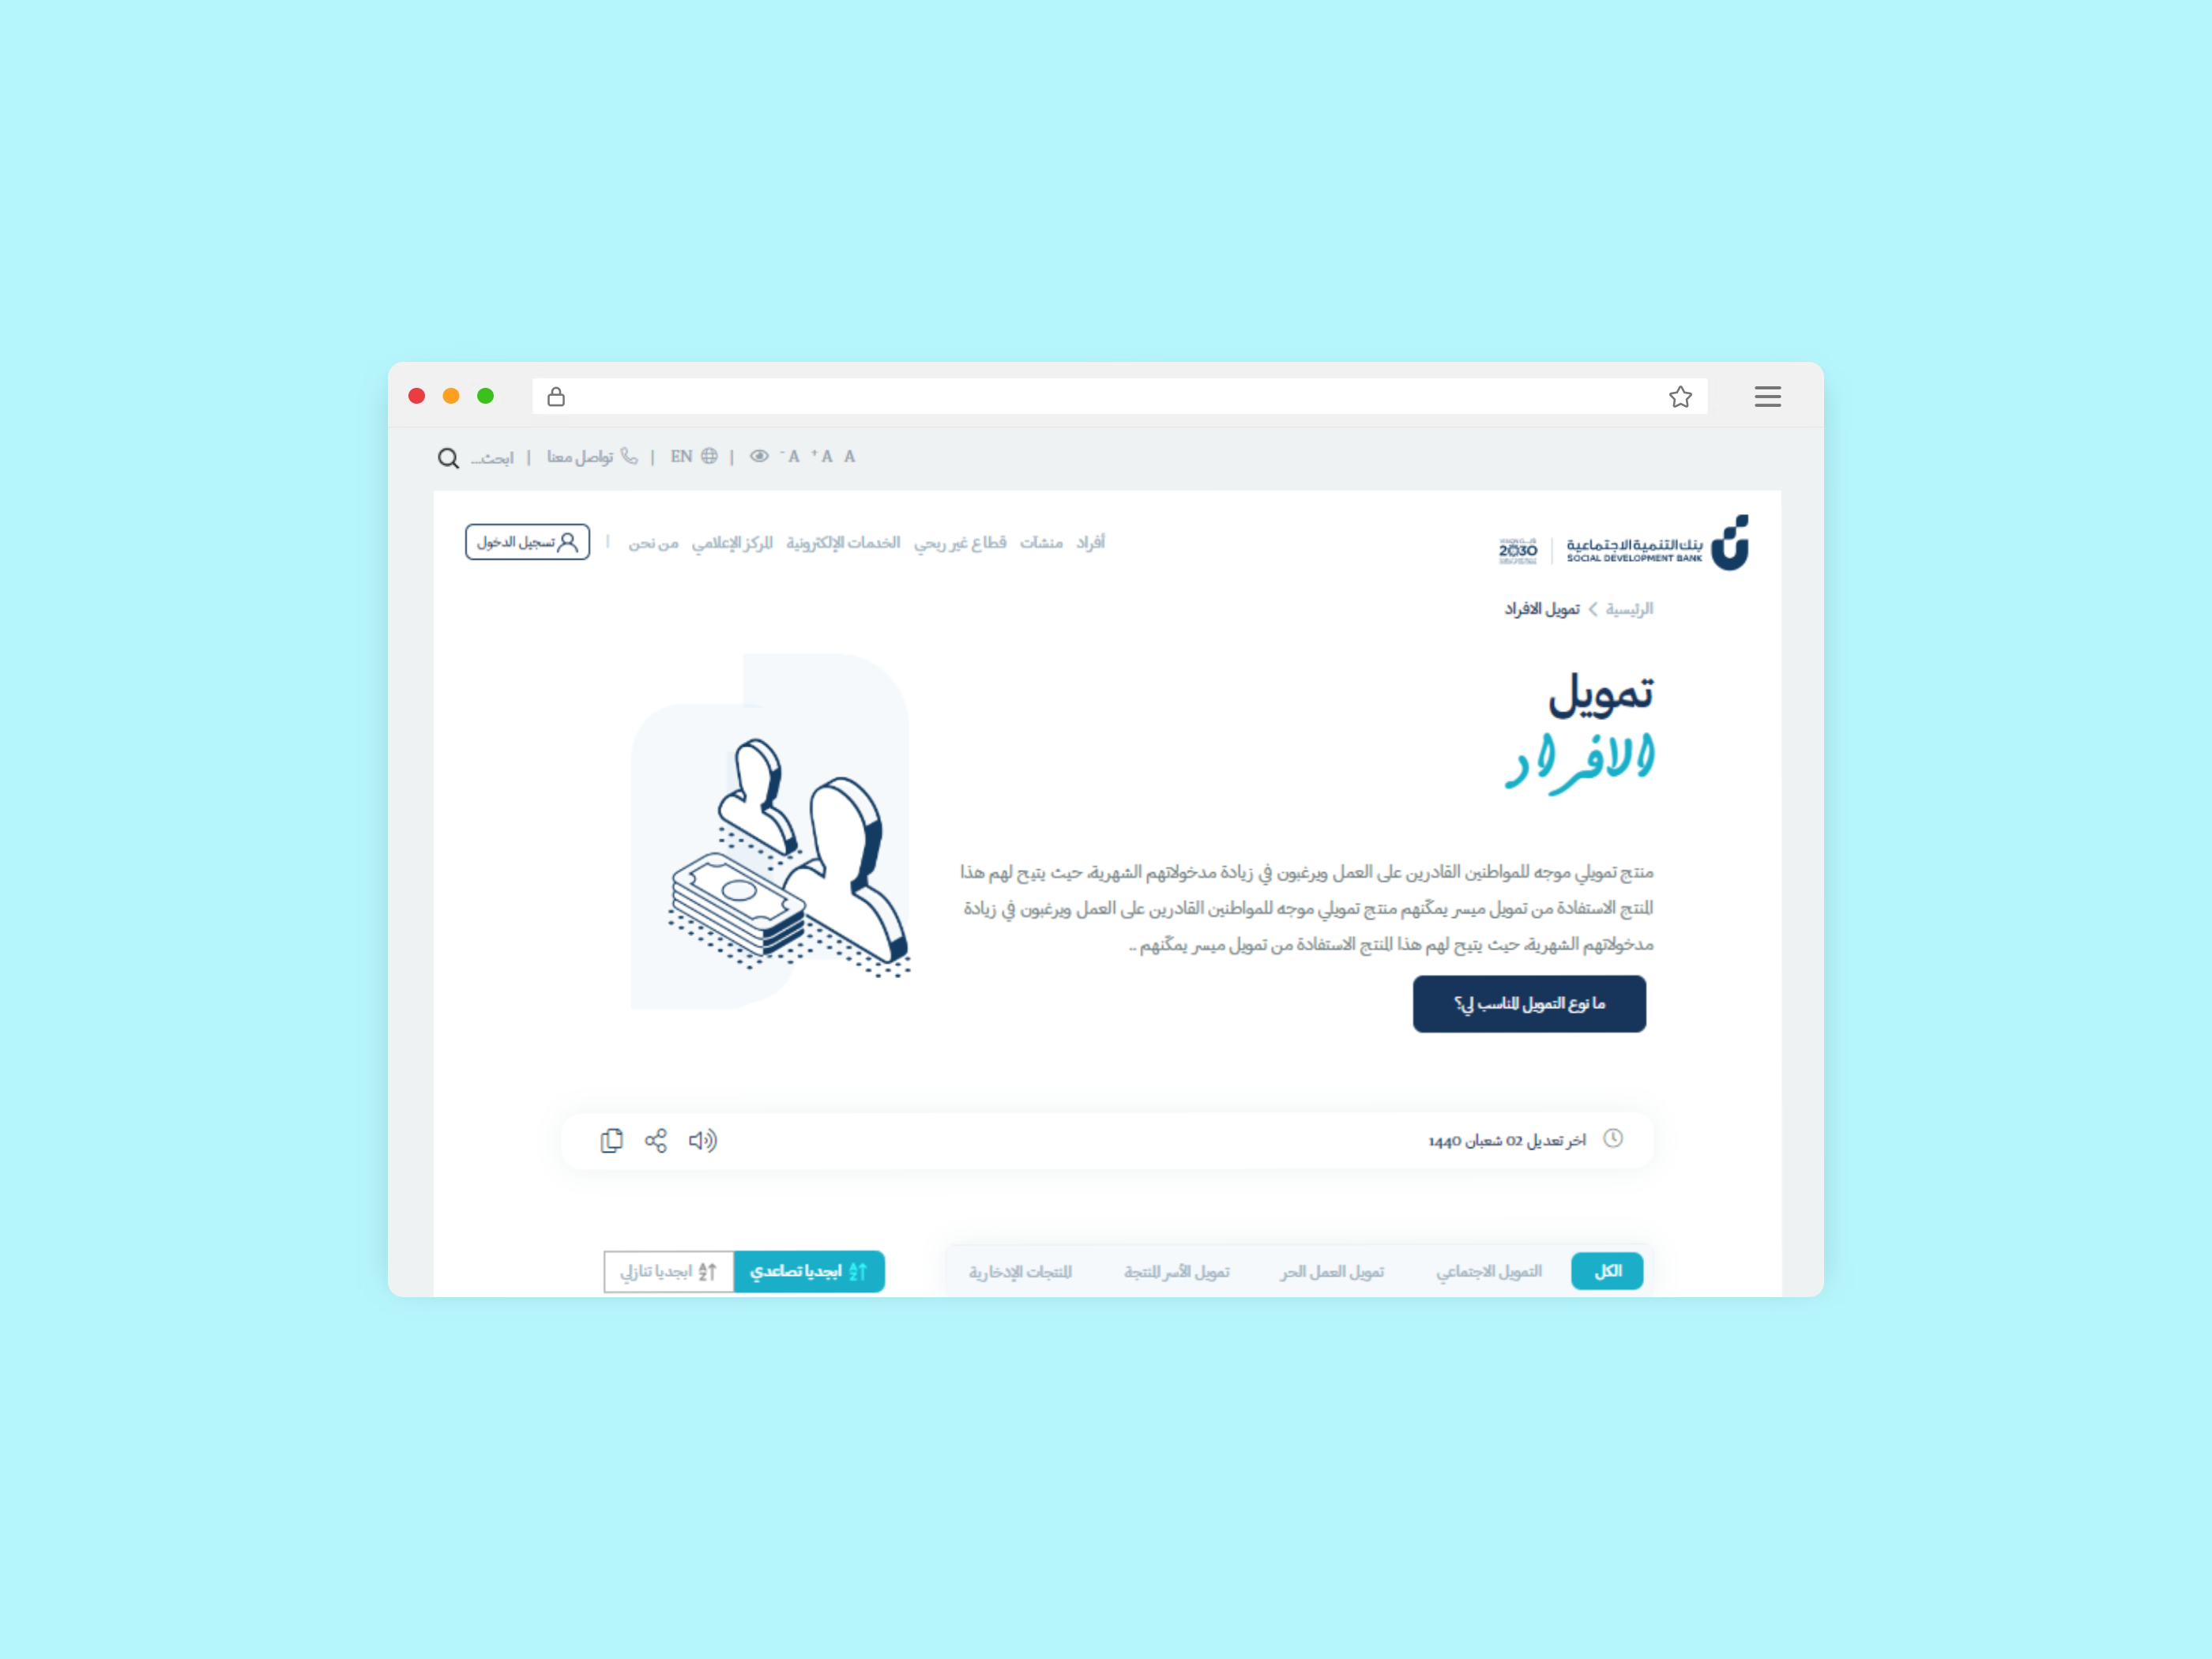 A +A -A | EN | تواصل معنا | ابحث...
بنك التنمية الاجتماعية
SOCIAL DEVELOPMENT BANK
2030
أفراد منشآت قطاع غير ربحي الخدمات الإلكترونية المركز الإعلامي من نحن | تسجيل الدخول
الرئيسية > تمويل الافراد
تمويل
الافراد
منتج تمويلي موجه للمواطنين القادرين على العمل ويرغبون في زيادة مدخولاتهم الشهرية، حيث يتيح لهم هذا
المنتج الاستفادة من تمويل ميسر يمكّنهم منتج تمويلي موجه للمواطنين القادرين على العمل ويرغبون في زيادة
مدخولاتهم الشهرية، حيث يتيح لهم هذا المنتج الاستفادة من تمويل ميسر يمكّنهم ..
ما نوع التمويل المناسب لي؟
اخر تعديل 02 شعبان 1440
الكل التمويل الاجتماعي تمويل العمل الحر تمويل الأسر المنتجة المنتجات الإدخارية
ابجديا تصاعدي ابجديا تنازلي